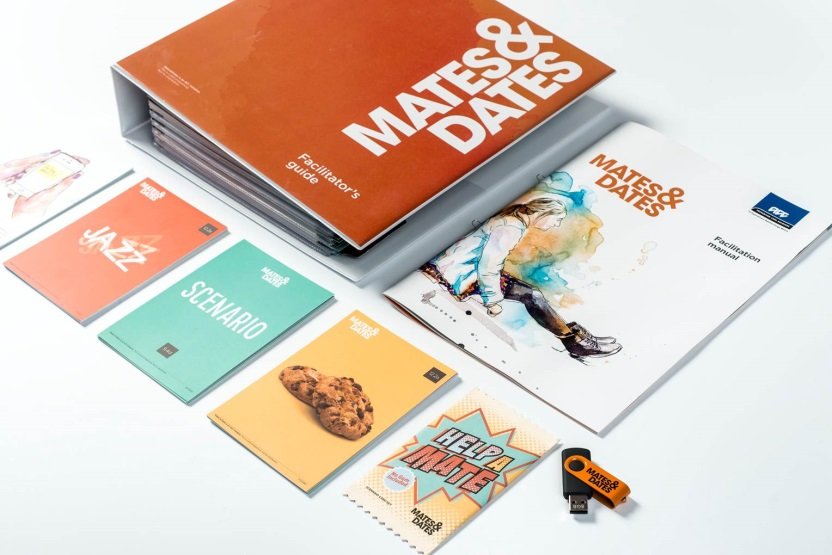 MATES&
DATES
Facilitator's
guide
MATES&
DATES
Facilitation
manual
MATES&
DATES
JAZZ
MATES&
DATES
SCENARIO
MATES&
DATES
HELP A
MATE
MATES&
DATES
MATES&
DATES